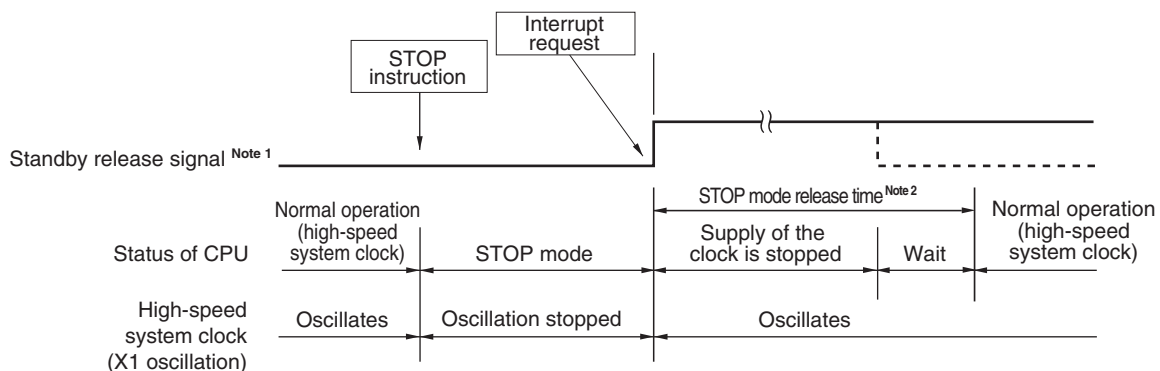 Interrupt
request
STOP
instruction
Standby release signal Note 1
STOP mode release time Note 2
Normal operation
(high-speed
system clock)
Supply of the
clock is stopped
Normal operation
(high-speed
system clock)
Status of CPU
STOP mode
Wait
High-speed
system clock
(X1 oscillation)
Oscillates
Oscillation stopped
Oscillates